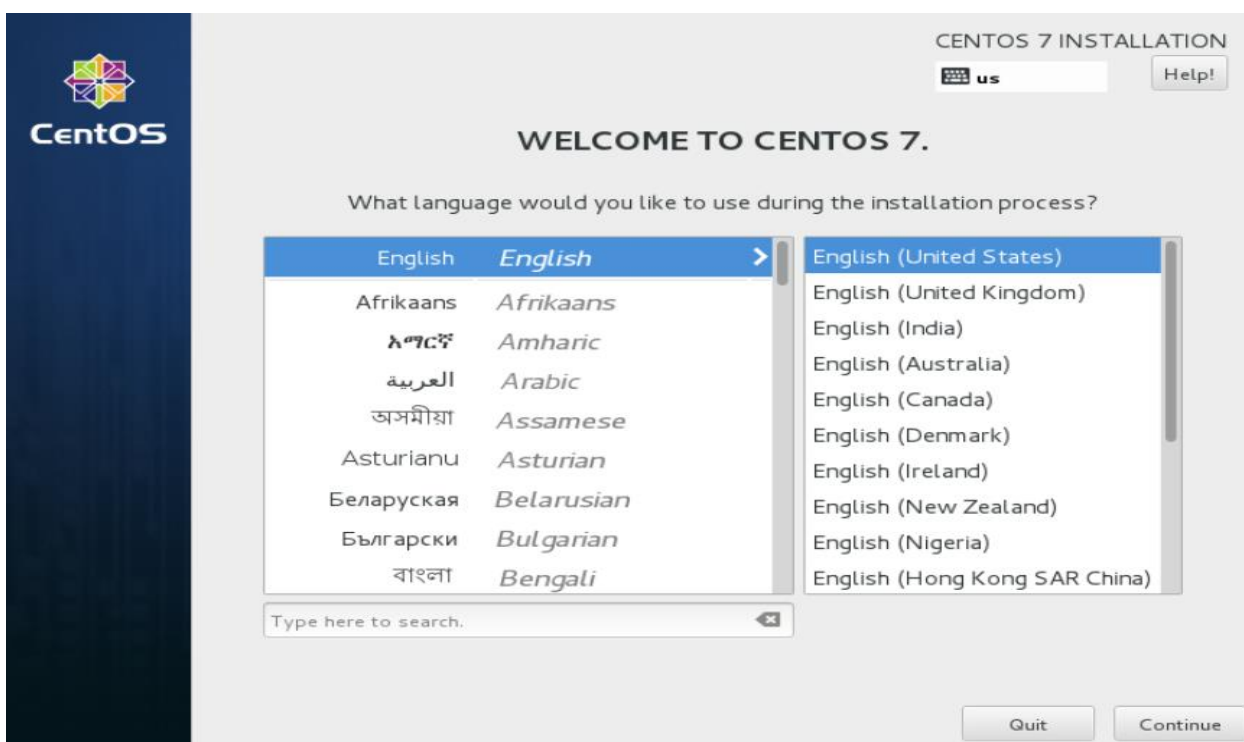 CentOS
CENTOS 7 INSTALLATION
us
Help!
WELCOME TO CENTOS 7.
What language would you like to use during the installation process?
English English
Afrikaans Afrikaans
አማርኛ Amharic
العربية Arabic
অসমীয়া Assamese
Asturianu Asturian
Беларуская Belarusian
Български Bulgarian
বাংলা Bengali
Type here to search.
English (United States)
English (United Kingdom)
English (India)
English (Australia)
English (Canada)
English (Denmark)
English (Ireland)
English (New Zealand)
English (Nigeria)
English (Hong Kong SAR China)
Quit
Continue